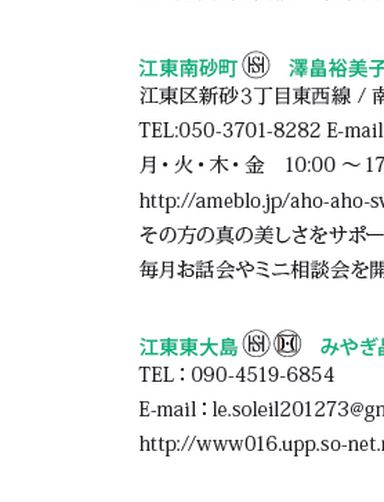 江東南砂町 澤畠裕美子
江東区新砂3丁目東西線 / 南
TEL:050-3701-8282 E-mail
月・火・木・金　10:00 〜 17
http://ameblo.jp/aho-aho-sv
その方の真の美しさをサポー
毎月お話会やミニ相談会を開
江東東大島 みやぎ晶
TEL：090-4519-6854
E-mail：le.soleil201273@gm
http://www016.upp.so-net.n